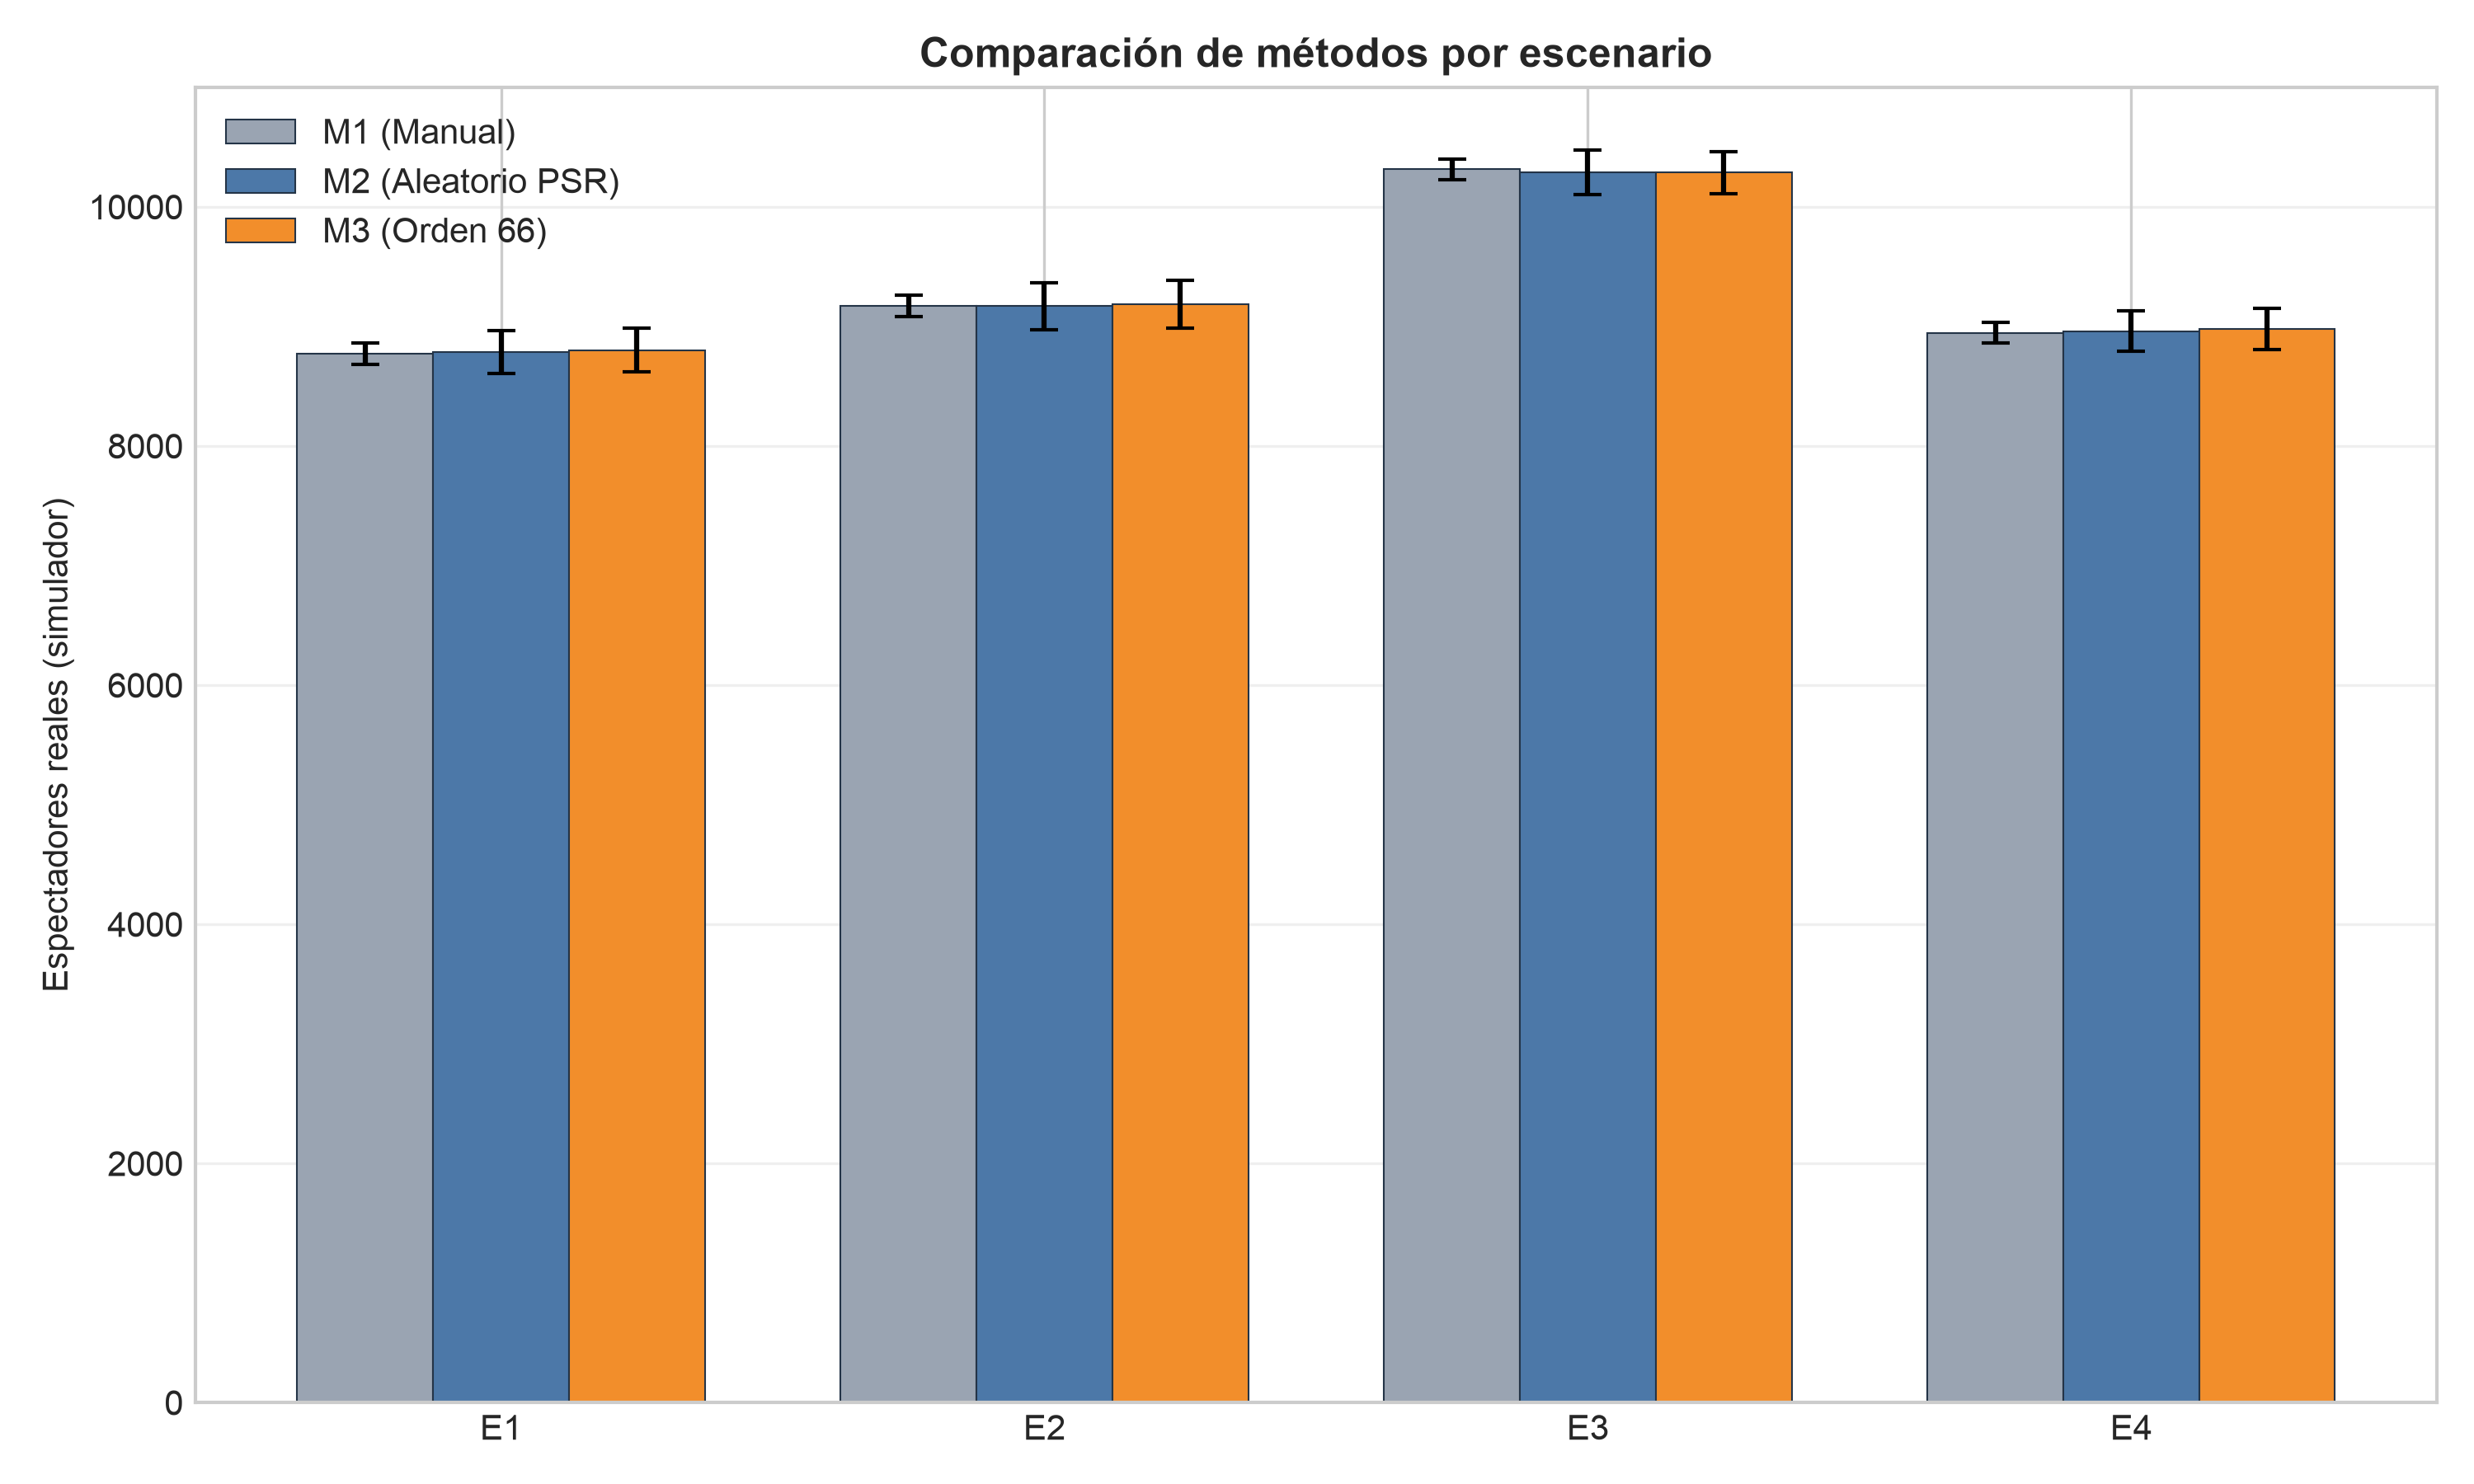 Comparación de métodos por escenario
M1 (Manual)
M2 (Aleatorio PSR)
M3 (Orden 66)
Espectadores reales (simulador)
10000
8000
6000
4000
2000
0
E1
E2
E3
E4